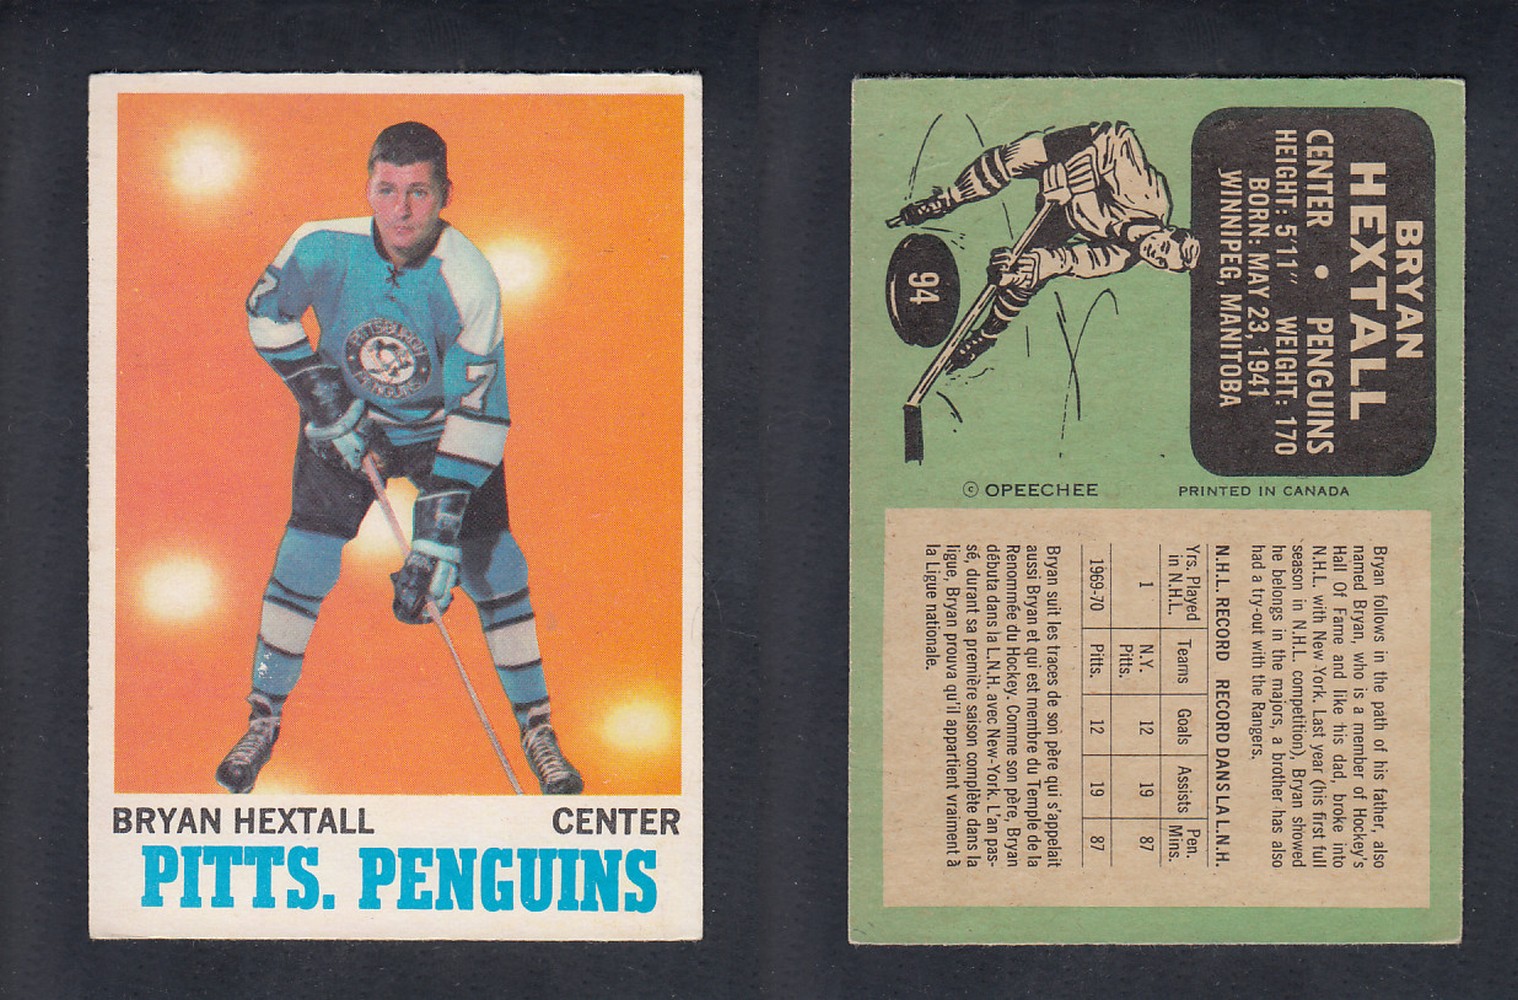 7
PITTSBURGH
PENGUINS
7
BRYAN HEXTALL
CENTER
PITTS. PENGUINS
BRYAN
HEXTALL
CENTER • PENGUINS
HEIGHT: 5'11" WEIGHT: 170
BORN: MAY 23, 1941
WINNIPEG, MANITOBA
94
© OPEECHEE
PRINTED IN CANADA
Bryan follows in the path of his father, also
named Bryan, who is a member of Hockey's
Hall Of Fame and like his dad, broke into
N.H.L. with New York. Last year (his first full
season in N.H.L. competition), Bryan showed
he belongs in the majors, a brother has also
had a try-out with the Rangers.
N.H.L. RECORD RECORD DANS LA L.N.H.
Yrs. Played in N.H.L. Teams Goals Assists Pen. Mins.
1 N.Y. Pitts. 12 19 87
1969-70 Pitts. 12 19 87
Bryan suit les traces de son père qui s'appelait
aussi Bryan et qui est membre du Temple de la
Renommée du Hockey. Comme son père, Bryan
débuta dans la L.N.H. avec New-York. L'an pas-
sé, durant sa première saison complète dans la
ligue, Bryan prouva qu'il appartient vraiment à
la Ligue nationale.